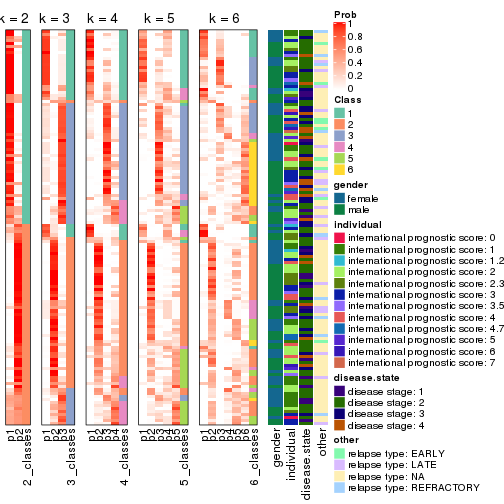 k = 2
k = 3
k = 4
k = 5
k = 6
p1
p2
2_classes
p1
p2
p3
3_classes
p1
p2
p3
p4
4_classes
p1
p2
p3
p4
p5
5_classes
p1
p2
p3
p4
p5
p6
6_classes
gender
individual
disease.state
other
Prob
1
0.8
0.6
0.4
0.2
0
Class
1
2
3
4
5
6
gender
female
male
individual
international prognostic score: 0
international prognostic score: 1
international prognostic score: 1.2
international prognostic score: 2
international prognostic score: 2.3
international prognostic score: 3
international prognostic score: 3.5
international prognostic score: 4
international prognostic score: 4.7
international prognostic score: 5
international prognostic score: 6
international prognostic score: 7
disease.state
disease stage: 1
disease stage: 2
disease stage: 3
disease stage: 4
other
relapse type: EARLY
relapse type: LATE
relapse type: NA
relapse type: REFRACTORY